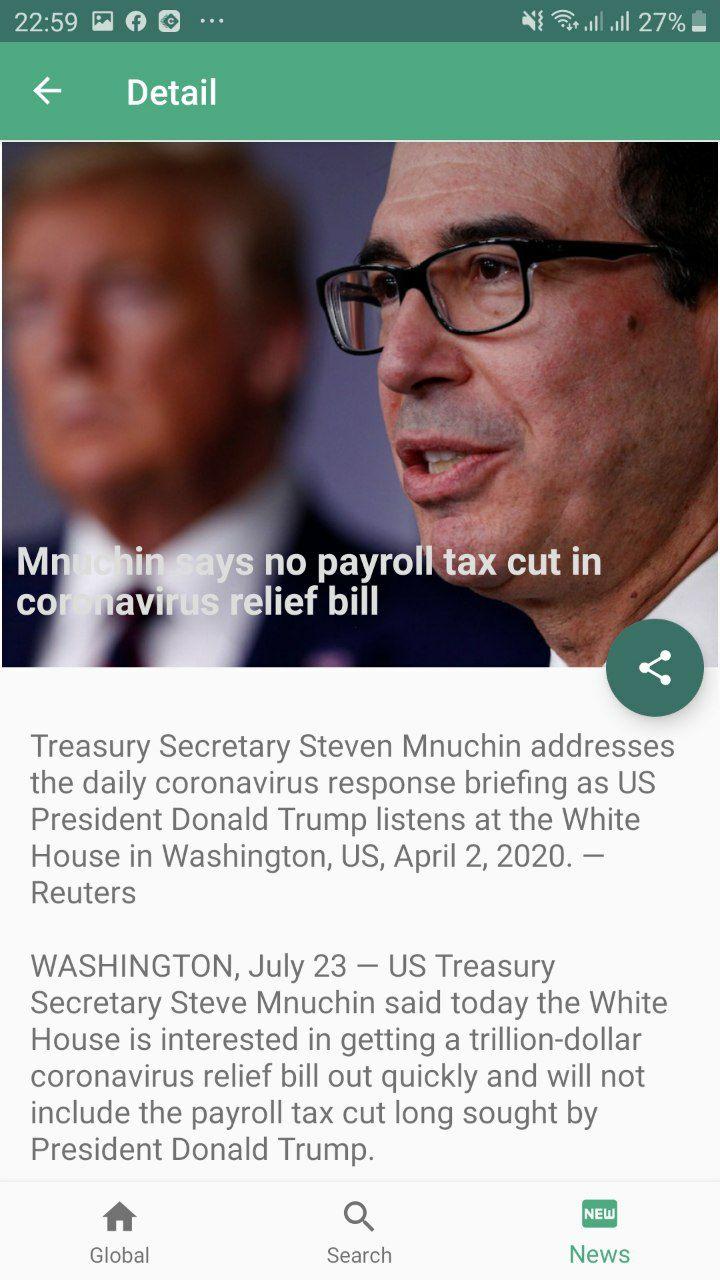 22:59
27%
Detail
Mnuchin says no payroll tax cut in
coronavirus relief bill
Treasury Secretary Steven Mnuchin addresses
the daily coronavirus response briefing as US
President Donald Trump listens at the White
House in Washington, US, April 2, 2020. —
Reuters
WASHINGTON, July 23 — US Treasury
Secretary Steve Mnuchin said today the White
House is interested in getting a trillion-dollar
coronavirus relief bill out quickly and will not
include the payroll tax cut long sought by
President Donald Trump.
NEW
Global
Search
News